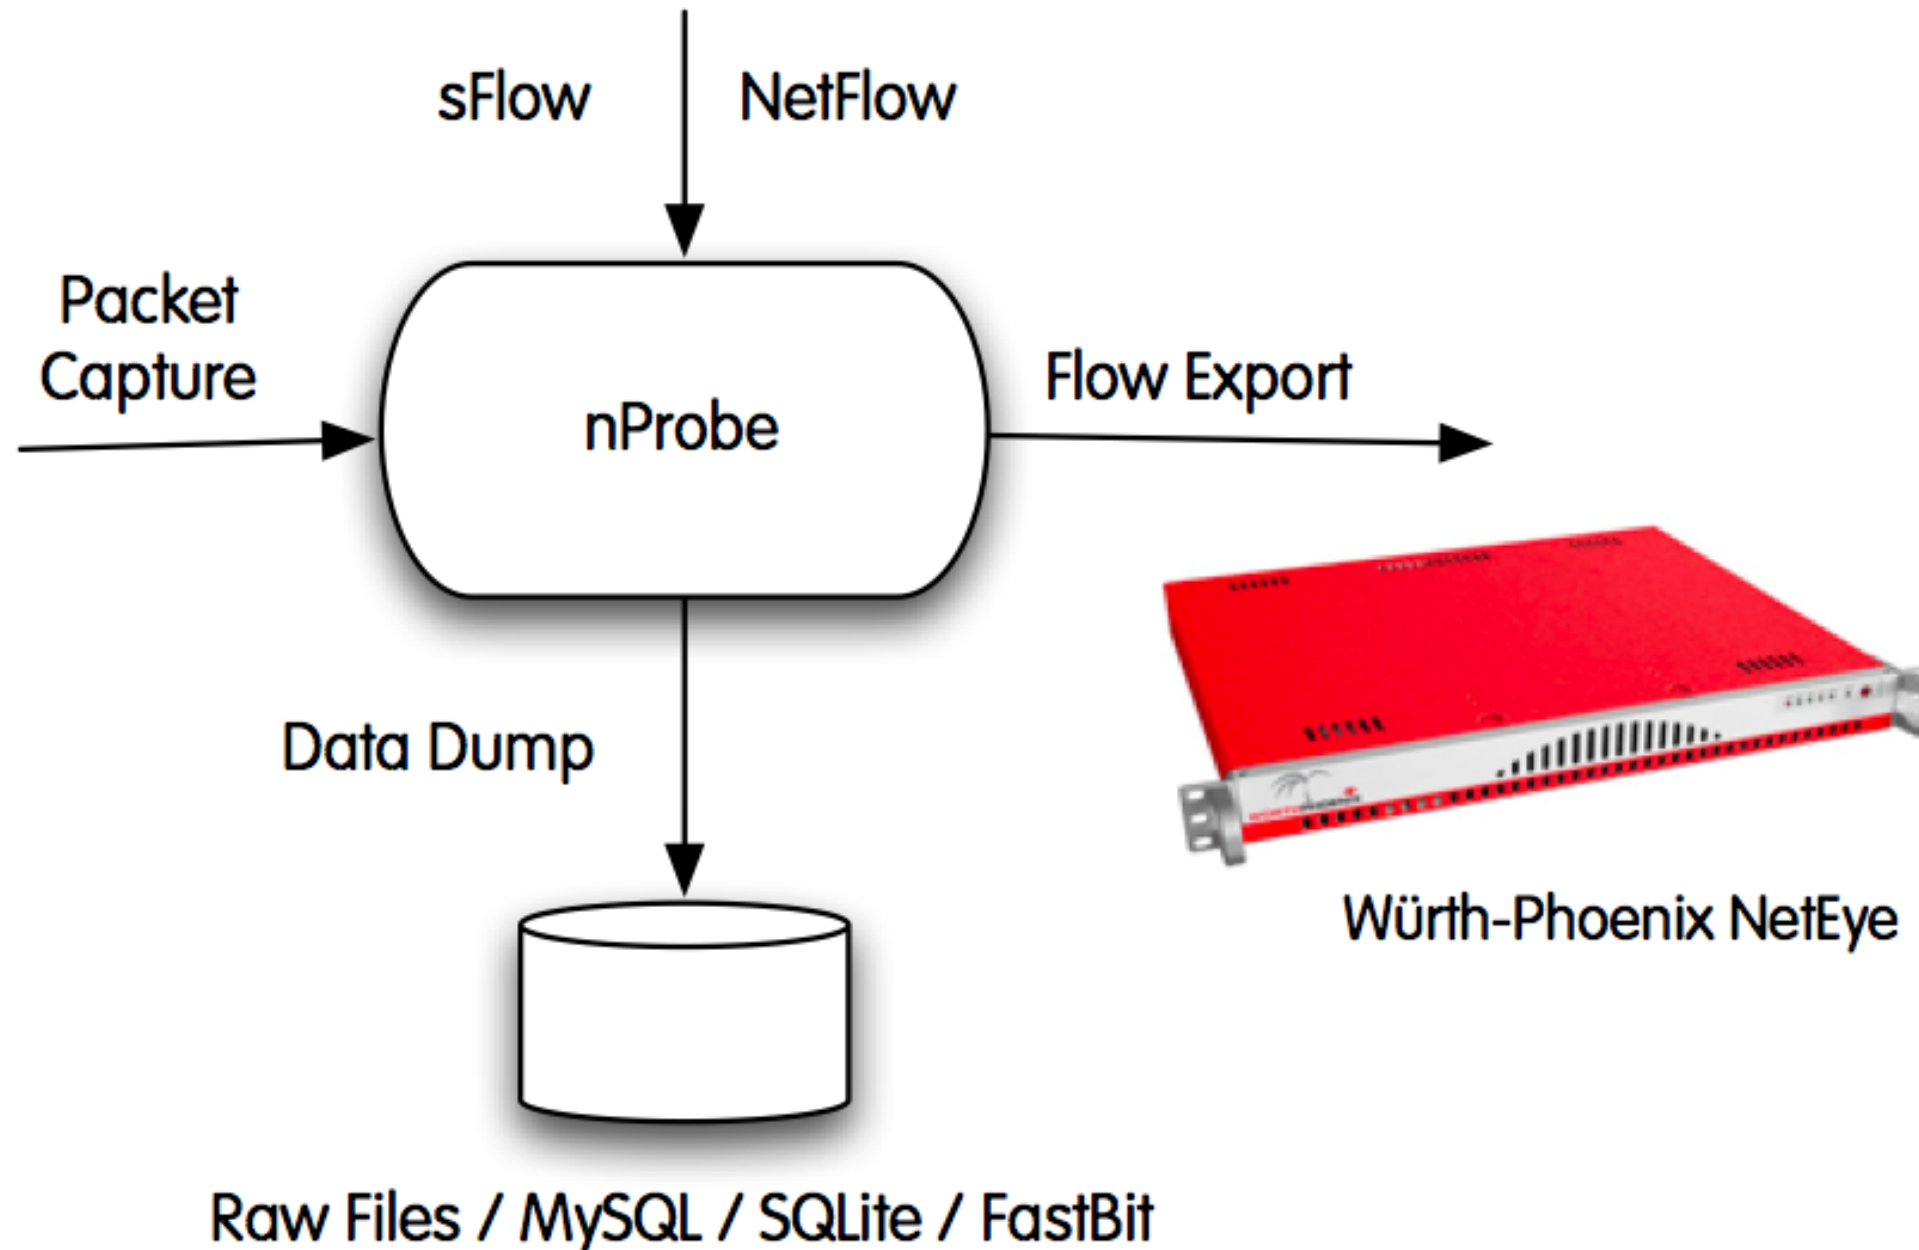 sFlow
NetFlow
Packet
Capture
nProbe
Flow Export
Data Dump
Würth-Phoenix NetEye
Raw Files / MySQL / SQLite / FastBit